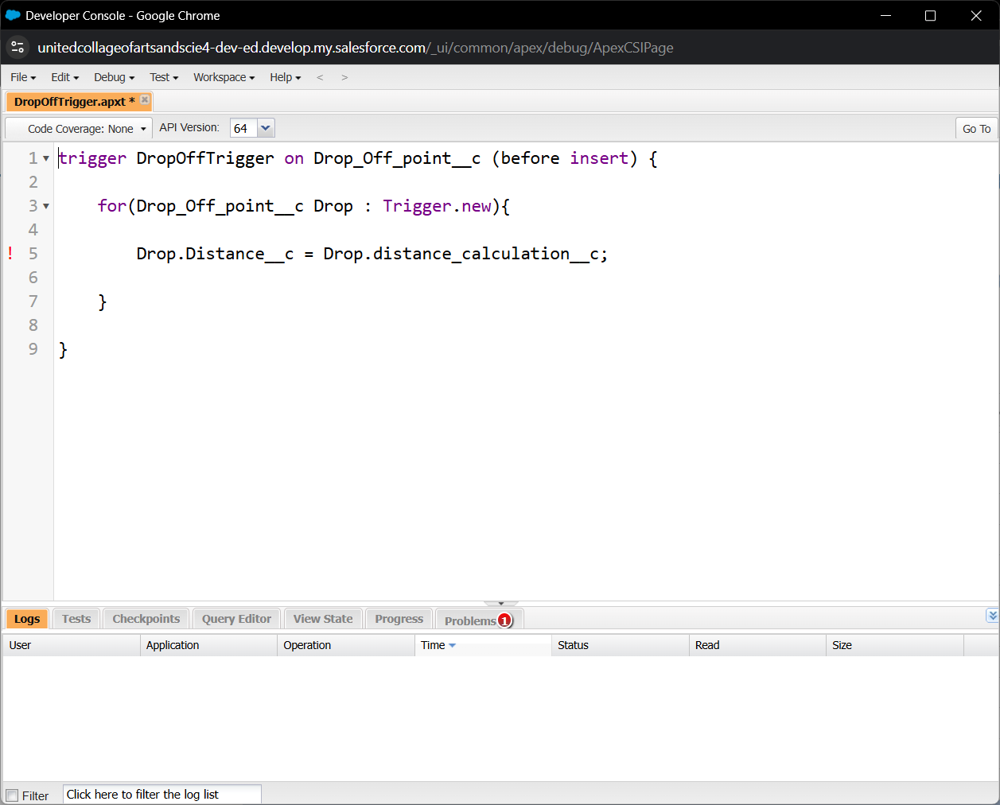 Developer Console - Google Chrome
unitedcollageofartsandscie4-dev-ed.develop.my.salesforce.com/_ui/common/apex/debug/ApexCSIPage
File Edit Debug Test Workspace Help < >
DropOffTrigger.apxt *
Code Coverage: None API Version: 64 Go To
1 trigger DropOffTrigger on Drop_Off_point__c (before insert) {
2
3 for(Drop_Off_point__c Drop : Trigger.new){
4
! 5 Drop.Distance__c = Drop.distance_calculation__c;
6
7 }
8
9 }
Logs Tests Checkpoints Query Editor View State Progress Problems 1
User Application Operation Time Status Read Size
Filter Click here to filter the log list